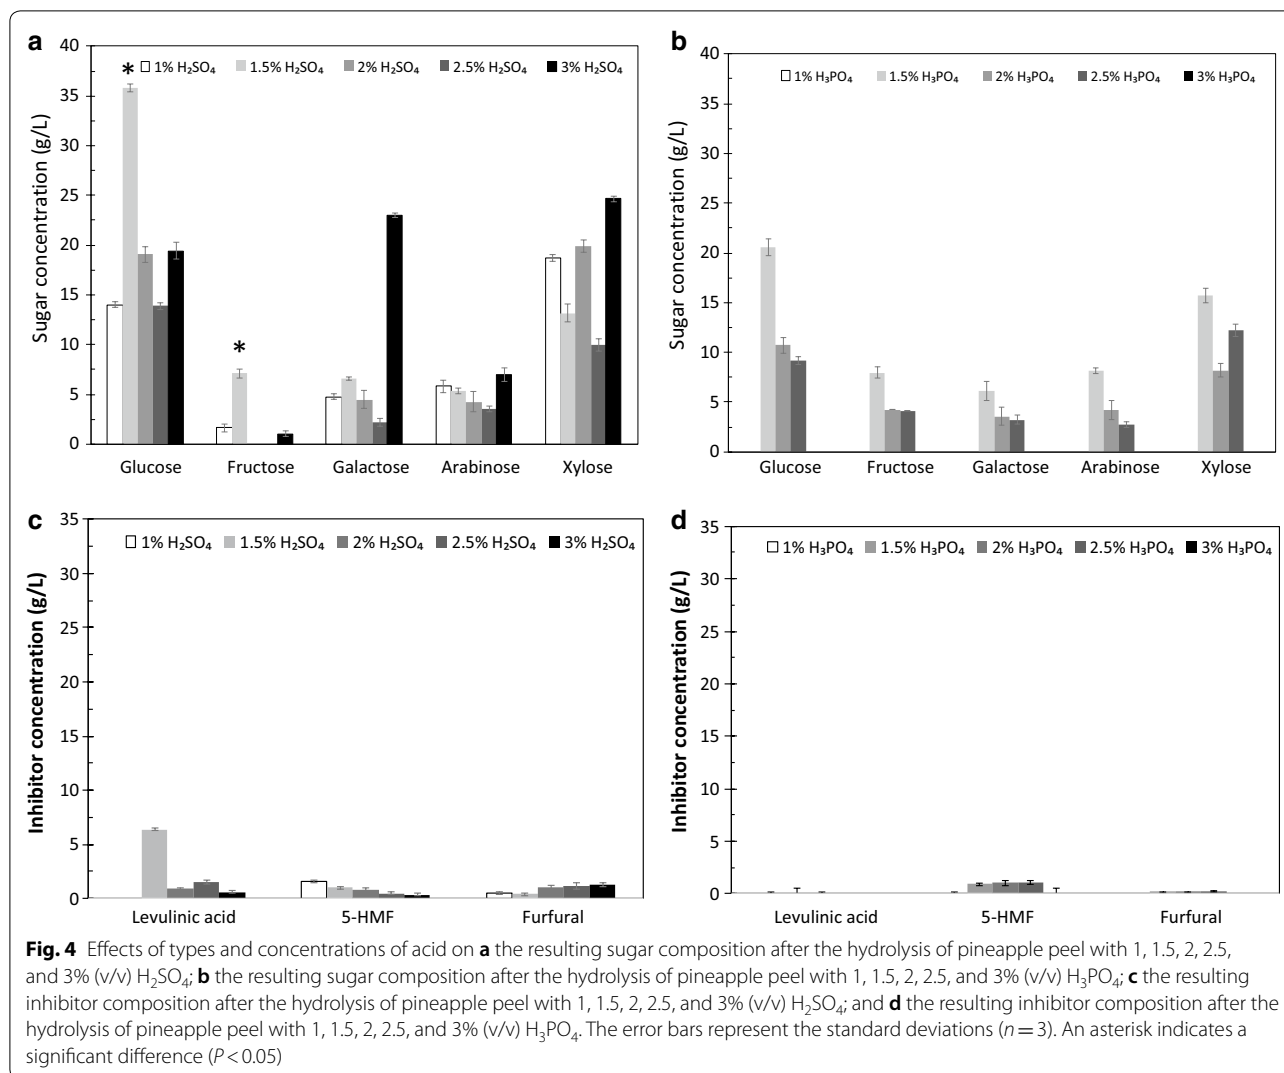 a
40
35
30
25
20
15
10
5
0
Sugar concentration (g/L)
1% H₂SO₄ 1.5% H₂SO₄ 2% H₂SO₄ 2.5% H₂SO₄ 3% H₂SO₄
*
*
Glucose Fructose Galactose Arabinose Xylose
b
40
35
30
25
20
15
10
5
0
Sugar concentration (g/L)
1% H₃PO₄ 1.5% H₃PO₄ 2% H₃PO₄ 2.5% H₃PO₄ 3% H₃PO₄
Glucose Fructose Galactose Arabinose Xylose
c
35
30
25
20
15
10
5
0
Inhibitor concentration (g/L)
1% H₂SO₄ 1.5% H₂SO₄ 2% H₂SO₄ 2.5% H₂SO₄ 3% H₂SO₄
Levulinic acid 5-HMF Furfural
d
35
30
25
20
15
10
5
0
Inhibitor concentration (g/L)
1% H₃PO₄ 1.5% H₃PO₄ 2% H₃PO₄ 2.5% H₃PO₄ 3% H₃PO₄
Levulinic acid 5-HMF Furfural
Fig. 4 Effects of types and concentrations of acid on a the resulting sugar composition after the hydrolysis of pineapple peel with 1, 1.5, 2, 2.5,
and 3% (v/v) H₂SO₄; b the resulting sugar composition after the hydrolysis of pineapple peel with 1, 1.5, 2, 2.5, and 3% (v/v) H₃PO₄; c the resulting
inhibitor composition after the hydrolysis of pineapple peel with 1, 1.5, 2, 2.5, and 3% (v/v) H₂SO₄; and d the resulting inhibitor composition after the
hydrolysis of pineapple peel with 1, 1.5, 2, 2.5, and 3% (v/v) H₃PO₄. The error bars represent the standard deviations (n = 3). An asterisk indicates a
significant difference (P < 0.05)